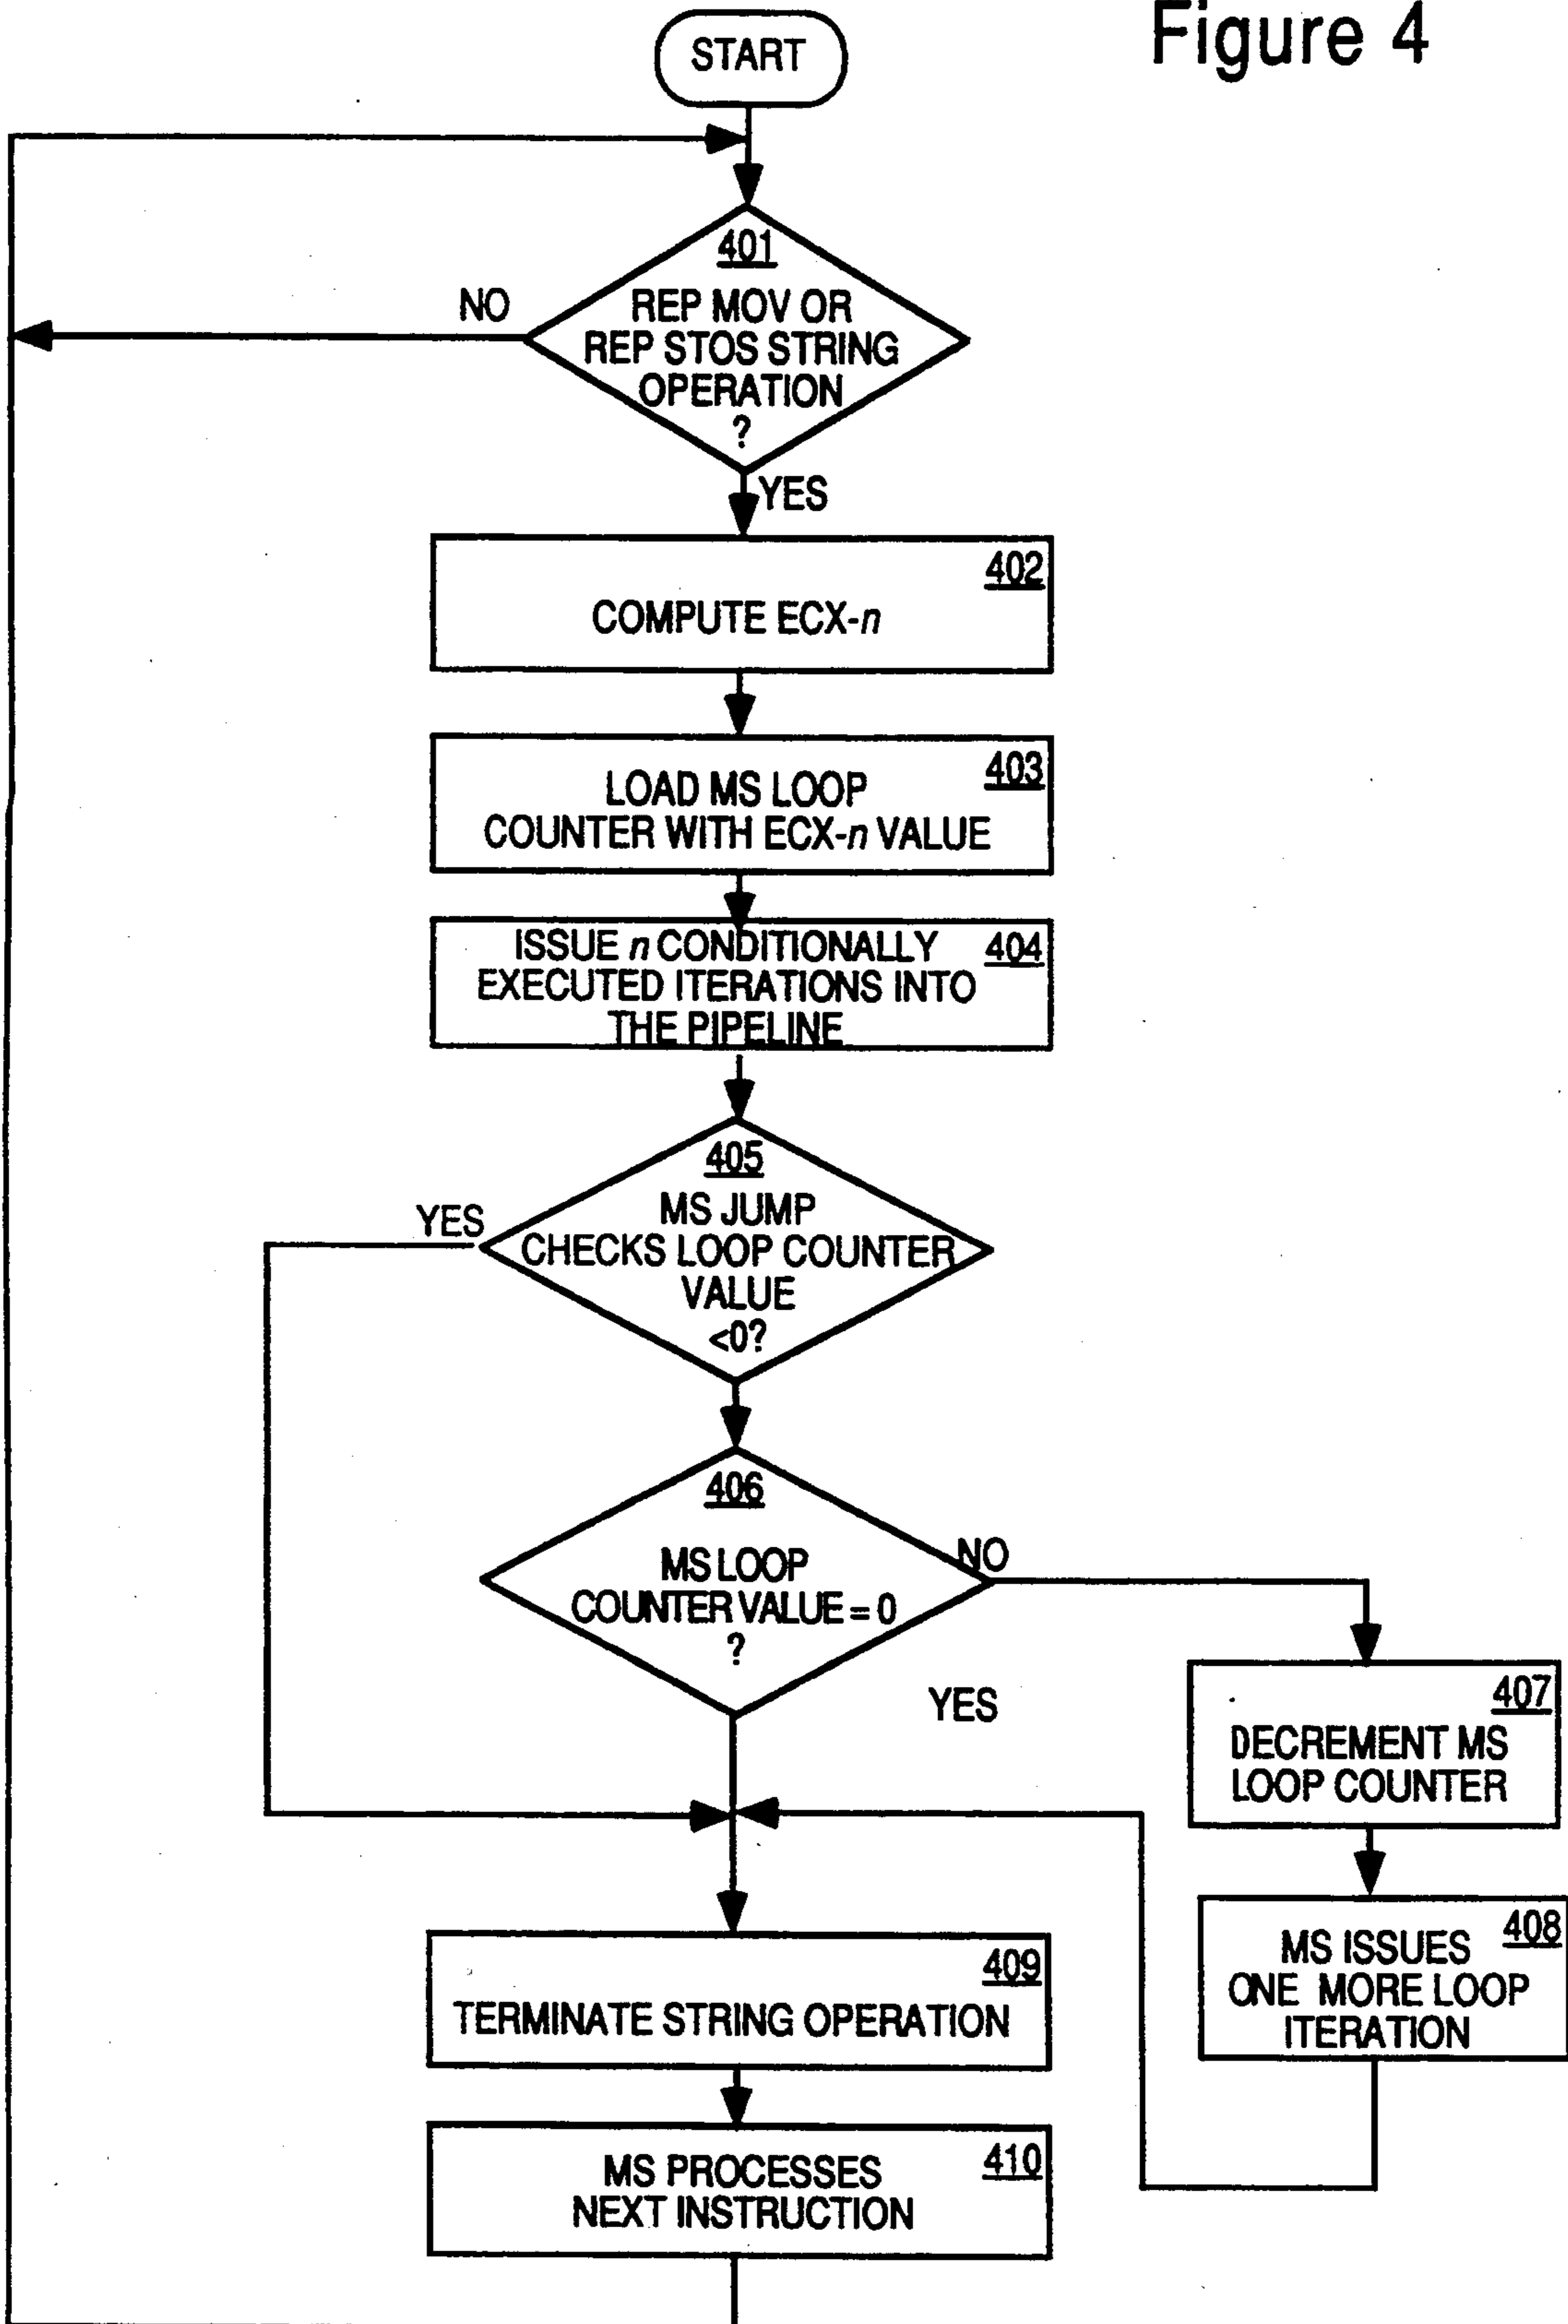 Figure 4
START
401
NO
REP MOV OR
REP STOS STRING
OPERATION
?
YES
402
COMPUTE ECX-n
403
LOAD MS LOOP
COUNTER WITH ECX-n VALUE
404
ISSUE n CONDITIONALLY
EXECUTED ITERATIONS INTO
THE PIPELINE
405
YES
MS JUMP
CHECKS LOOP COUNTER
VALUE
<0?
406
NO
MS LOOP
COUNTER VALUE = 0
?
YES
407
DECREMENT MS
LOOP COUNTER
408
MS ISSUES
ONE MORE LOOP
ITERATION
409
TERMINATE STRING OPERATION
410
MS PROCESSES
NEXT INSTRUCTION